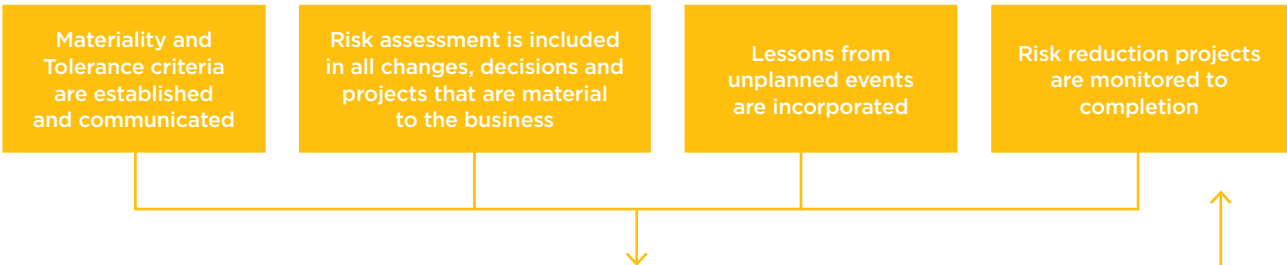 Materiality and
Tolerance criteria
are established
and communicated
Risk assessment is included
in all changes, decisions and
projects that are material
to the business
Lessons from
unplanned events
are incorporated
Risk reduction projects
are monitored to
completion